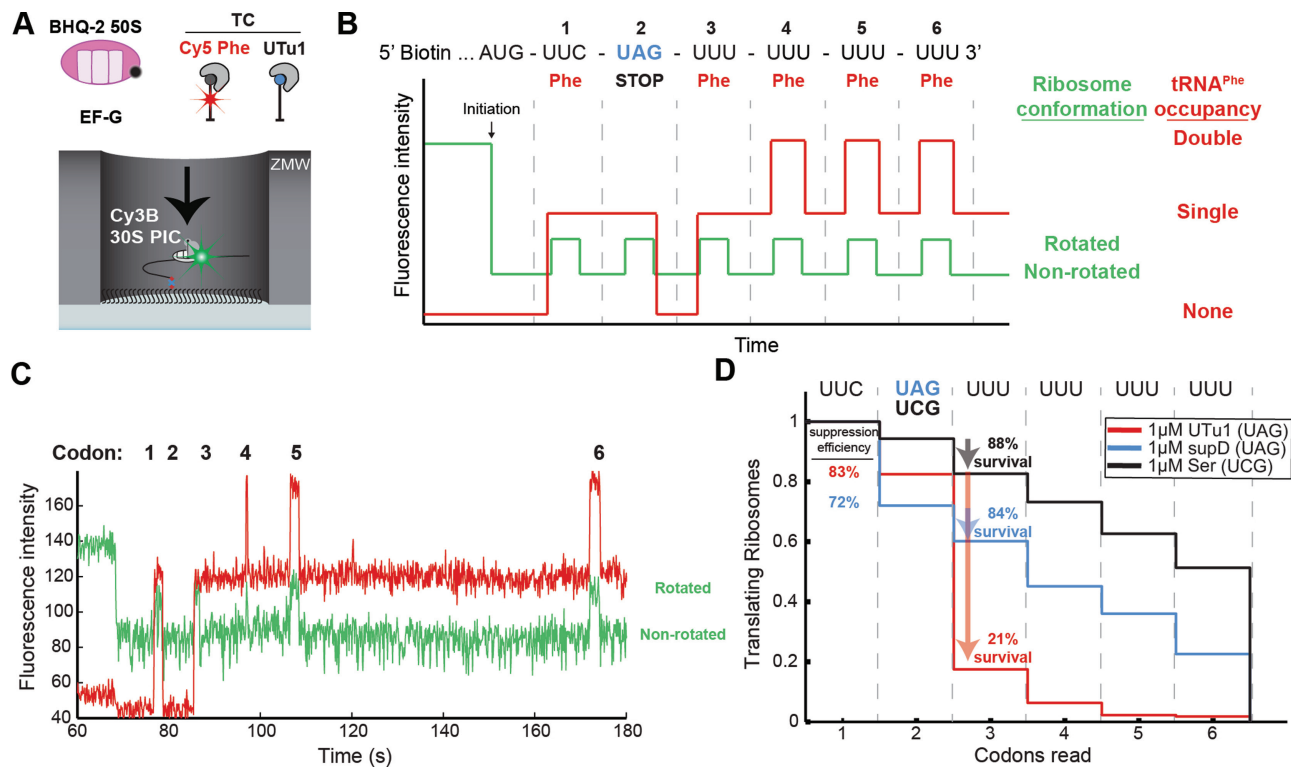 A
BHQ-2 50S
EF-G
TC
Cy5 Phe
UTu1
ZMW
Cy3B
30S PIC
B
1 2 3 4 5 6
5' Biotin ... AUG - UUC - UAG - UUU - UUU - UUU - UUU 3'
Phe STOP Phe Phe Phe Phe
Initiation
Fluorescence intensity
Time
Ribosome
conformation
tRNAPhe
occupancy
Double
Single
Rotated
Non-rotated
None
C
Codon: 1 2 3 4 5 6
Fluorescence intensity
160
140
120
100
80
60
40
60 80 100 120 140 160 180
Time (s)
Rotated
Non-rotated
D
UUC UAG UUU UUU UUU UUU
UCG
Translating Ribosomes
1
0.8
0.6
0.4
0.2
0
suppression
efficiency
83%
72%
88%
survival
84%
survival
21%
survival
1µM UTu1 (UAG)
1µM supD (UAG)
1µM Ser (UCG)
1 2 3 4 5 6
Codons read